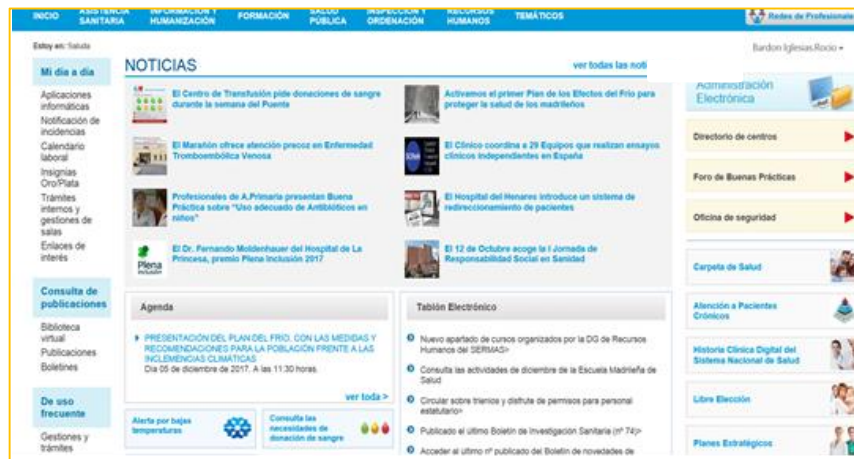 INICIO
ASISTENCIA
SANITARIA
INFORMACIÓN Y
HUMANIZACIÓN
FORMACIÓN
SALUD
PÚBLICA
INSPECCIÓN Y
ORDENACIÓN
RECURSOS
HUMANOS
TEMÁTICOS
Redes de Profesionale
Estoy en: Saluda
Bardon Iglesias,Rocio
Mi día a día
Aplicaciones
informáticas
Notificación de
incidencias
Calendario
laboral
Insignias
Oro/Plata
Trámites
internos y
gestiones de
salas
Enlaces de
interés
Consulta de
publicaciones
Biblioteca
virtual
Publicaciones
Boletines
De uso
frecuente
Gestiones y
trámites
NOTICIAS
ver todas las noti
El Centro de Transfusión pide donaciones de sangre
durante la semana del Puente
Activamos el primer Plan de los Efectos del Frío para
proteger la salud de los madrileños
El Marañón ofrece atención precoz en Enfermedad
Tromboembólica Venosa
El Clínico coordina a 29 Equipos que realizan ensayos
clínicos independientes en España
Profesionales de A.Primaria presentan Buena
Práctica sobre "Uso adecuado de Antibióticos en
niños"
El Hospital del Henares introduce un sistema de
redireccionamiento de pacientes
Plena
inclusión
El Dr. Fernando Moldenhauer del Hospital de La
Princesa, premio Plena Inclusión 2017
El 12 de Octubre acoge la I Jornada de
Responsabilidad Social en Sanidad
Agenda
PRESENTACIÓN DEL PLAN DEL FRÍO, CON LAS MEDIDAS Y
RECOMENDACIONES PARA LA POBLACIÓN FRENTE A LAS
INCLEMENCIAS CLIMÁTICAS
Día 05 de diciembre de 2017. A las 11:30 horas.
ver toda >
Alerta por bajas
temperaturas
Consulta las
necesidades de
donación de sangre
Tablón Electrónico
Nuevo apartado de cursos organizados por la DG de Recursos
Humanos del SERMAS>
Consulta las actividades de diciembre de la Escuela Madrileña de
Salud
Circular sobre trienios y disfrute de permisos para personal
estatutario>
Publicado el último Boletín de Investigación Sanitaria (nº 74)>
Acceder al último nº publicado del Boletín de novedades de
Administración
Electrónica
Directorio de centros
Foro de Buenas Prácticas
Oficina de seguridad
Carpeta de Salud
Atención a Pacientes
Crónicos
Historia Clínica Digital del
Sistema Nacional de Salud
Libre Elección
Planes Estratégicos